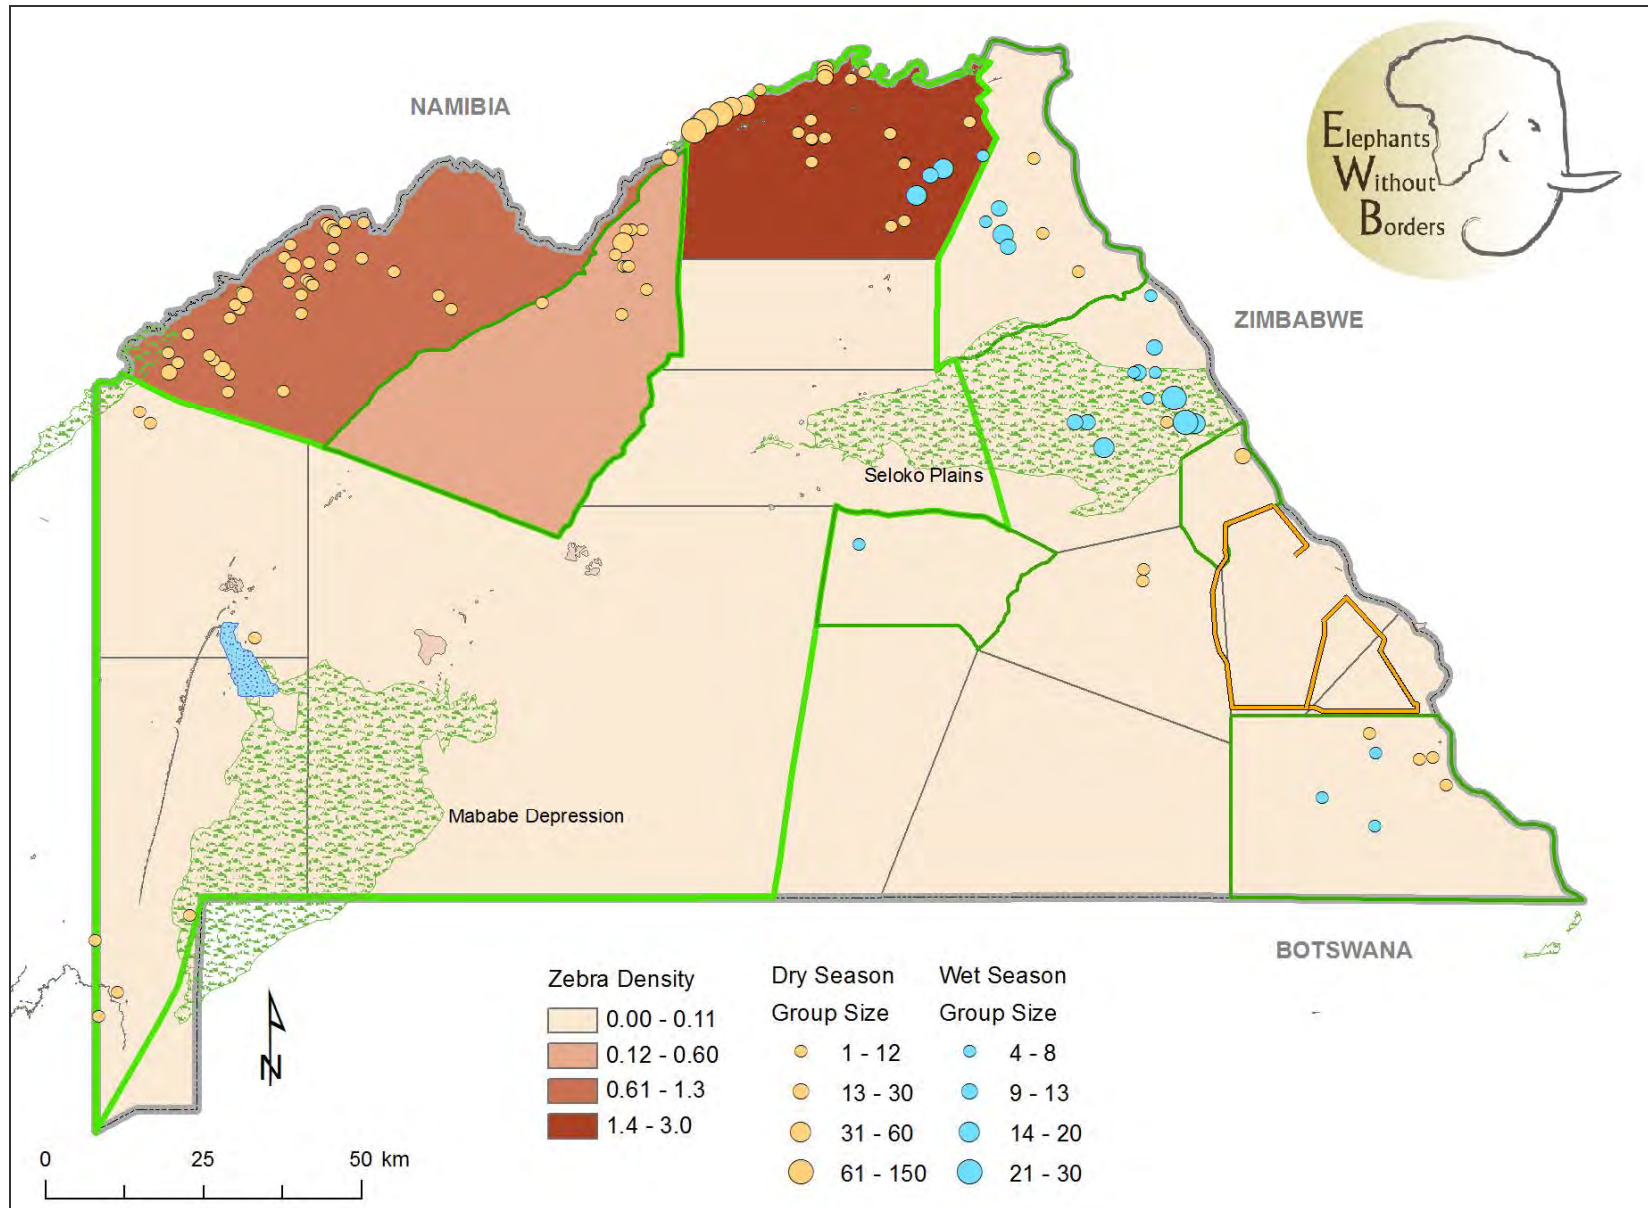 NAMIBIA
Elephants
Without
Borders
ZIMBABWE
Seloko Plains
Mababe Depression
BOTSWANA
Zebra Density
0.00 - 0.11
0.12 - 0.60
0.61 - 1.3
1.4 - 3.0
Dry Season
Group Size
1 - 12
13 - 30
31 - 60
61 - 150
Wet Season
Group Size
4 - 8
9 - 13
14 - 20
21 - 30
N
0 25 50 km